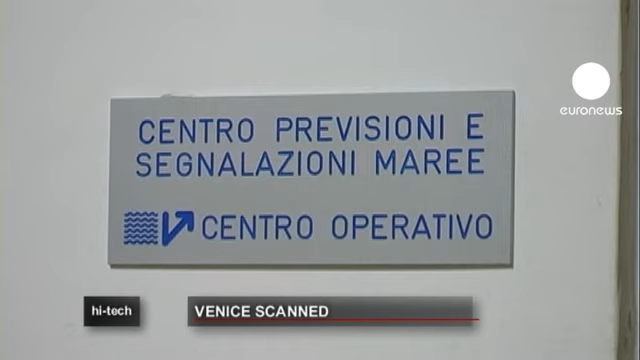 euronews
CENTRO PREVISIONI E
SEGNALAZIONI MAREE
CENTRO OPERATIVO
hi-tech
VENICE SCANNED